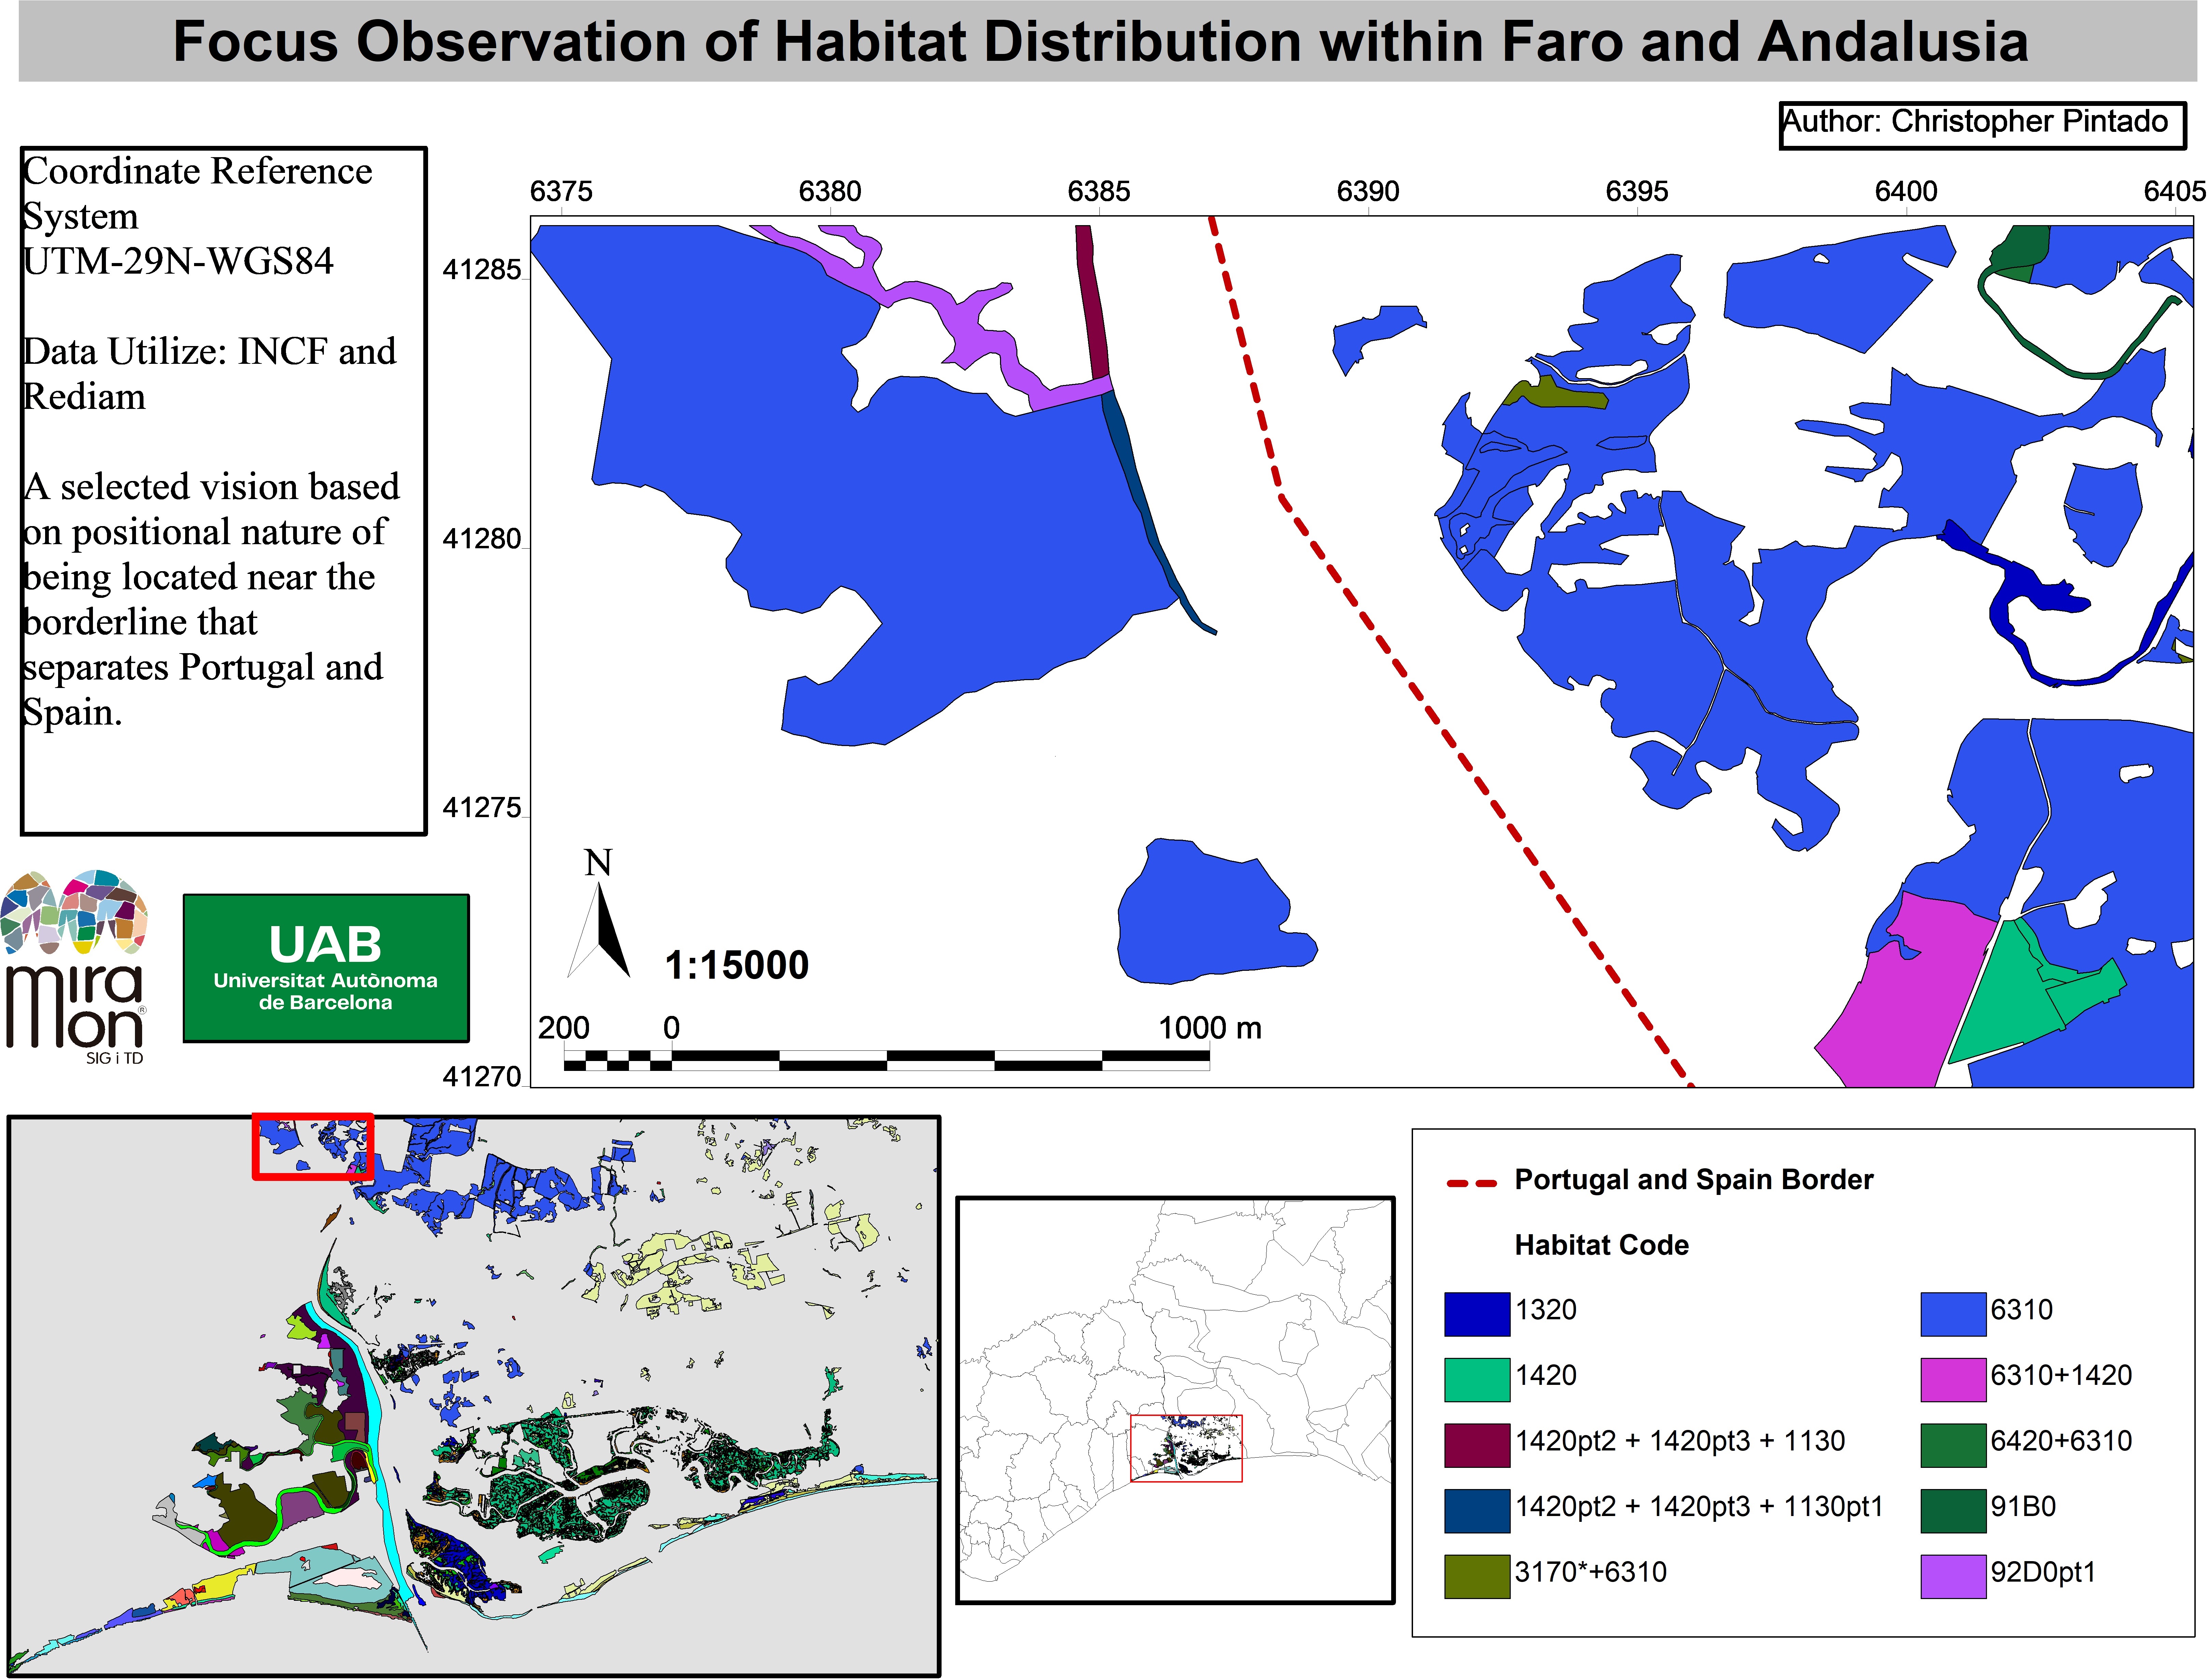 Focus Observation of Habitat Distribution within Faro and Andalusia
Author: Christopher Pintado
Coordinate Reference
System
UTM-29N-WGS84
Data Utilize: INCF and
Rediam
A selected vision based
on positional nature of
being located near the
borderline that
separates Portugal and
Spain.
6375 6380 6385 6390 6395 6400 6405
41285
41280
41275
41270
N
1:15000
200 0 1000 m
mira
mon®
SIG i TD
UAB
Universitat Autònoma
de Barcelona
Portugal and Spain Border
Habitat Code
1320
1420
1420pt2 + 1420pt3 + 1130
1420pt2 + 1420pt3 + 1130pt1
3170*+6310
6310
6310+1420
6420+6310
91B0
92D0pt1